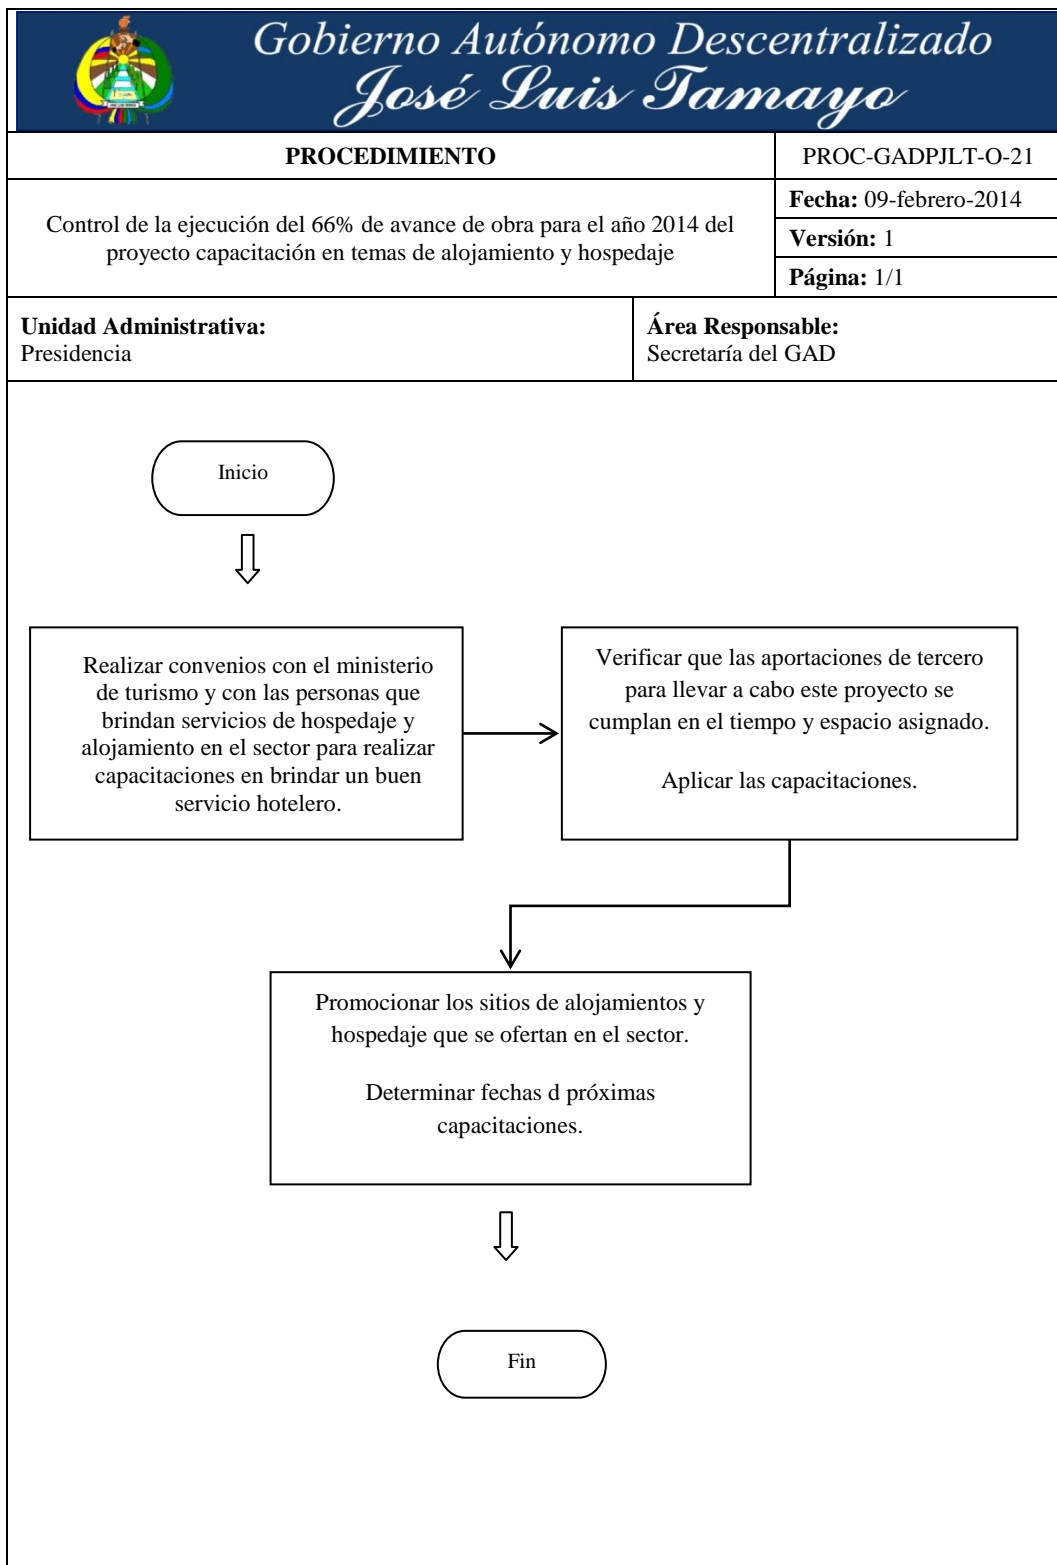 Gobierno Autónomo Descentralizado
José Luis Tamayo
PROCEDIMIENTO
PROC-GADPJLT-O-21
Control de la ejecución del 66% de avance de obra para el año 2014 del
proyecto capacitación en temas de alojamiento y hospedaje
Fecha: 09-febrero-2014
Versión: 1
Página: 1/1
Unidad Administrativa:
Presidencia
Área Responsable:
Secretaría del GAD
Inicio
Realizar convenios con el ministerio
de turismo y con las personas que
brindan servicios de hospedaje y
alojamiento en el sector para realizar
capacitaciones en brindar un buen
servicio hotelero.
Verificar que las aportaciones de tercero
para llevar a cabo este proyecto se
cumplan en el tiempo y espacio asignado.
Aplicar las capacitaciones.
Promocionar los sitios de alojamientos y
hospedaje que se ofertan en el sector.
Determinar fechas d próximas
capacitaciones.
Fin